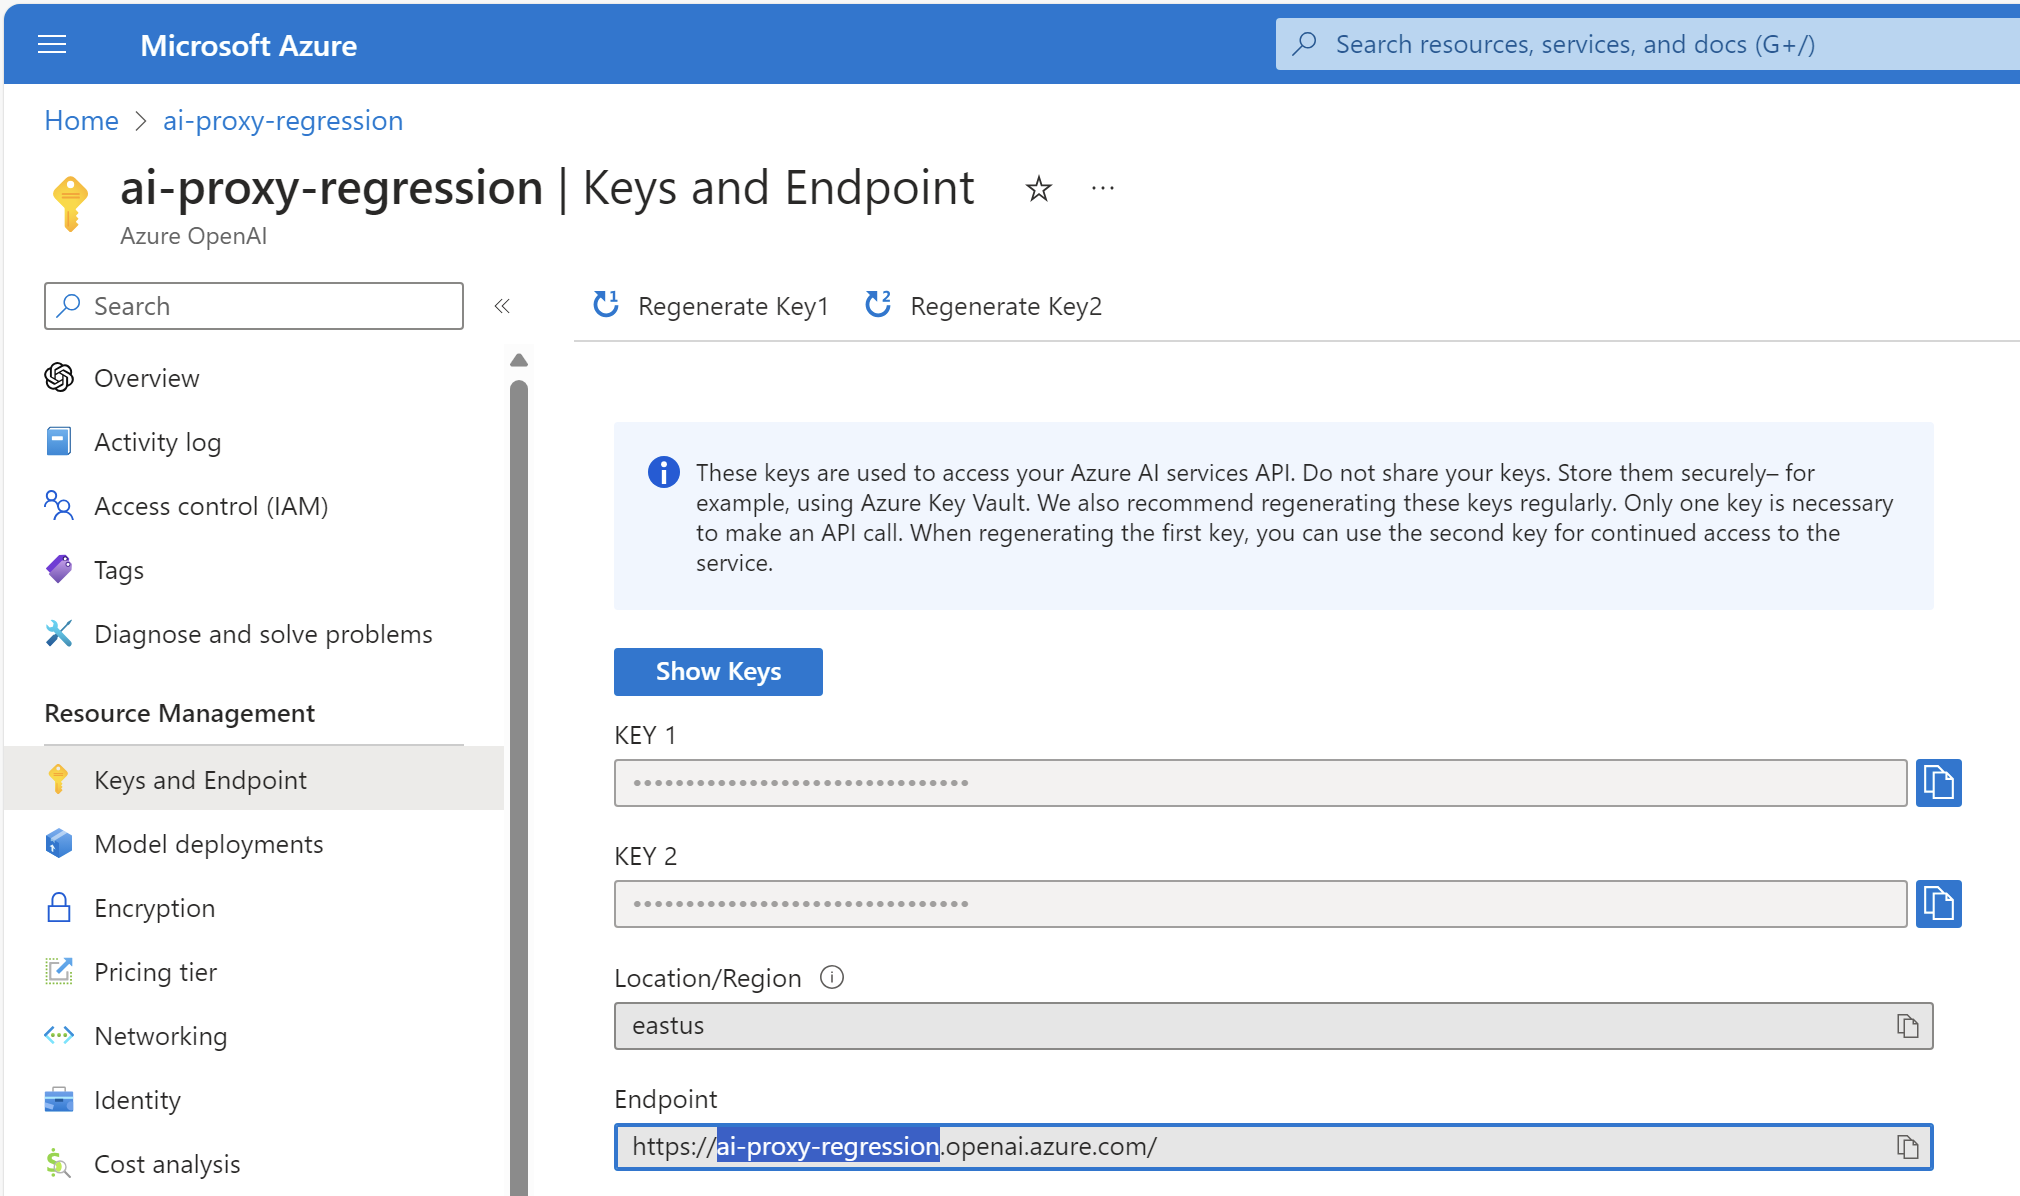 Microsoft Azure
Search resources, services, and docs (G+/)
Home > ai-proxy-regression
ai-proxy-regression | Keys and Endpoint
Azure OpenAI
Search
Regenerate Key1
Regenerate Key2
Overview
Activity log
Access control (IAM)
Tags
Diagnose and solve problems
Resource Management
Keys and Endpoint
Model deployments
Encryption
Pricing tier
Networking
Identity
Cost analysis
These keys are used to access your Azure AI services API. Do not share your keys. Store them securely– for
example, using Azure Key Vault. We also recommend regenerating these keys regularly. Only one key is necessary
to make an API call. When regenerating the first key, you can use the second key for continued access to the
service.
Show Keys
KEY 1
KEY 2
Location/Region
eastus
Endpoint
https://ai-proxy-regression.openai.azure.com/